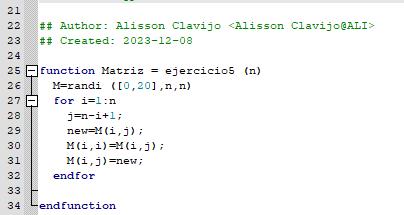 21
22 ## Author: Alisson Clavijo <Alisson Clavijo@ALI>
23 ## Created: 2023-12-08
24
25 function Matriz = ejercicio5 (n)
26 M=randi ([0,20],n,n)
27 for i=1:n
28 j=n-i+1;
29 new=M(i,j);
30 M(i,i)=M(i,j);
31 M(i,j)=new;
32 endfor
33
34 endfunction